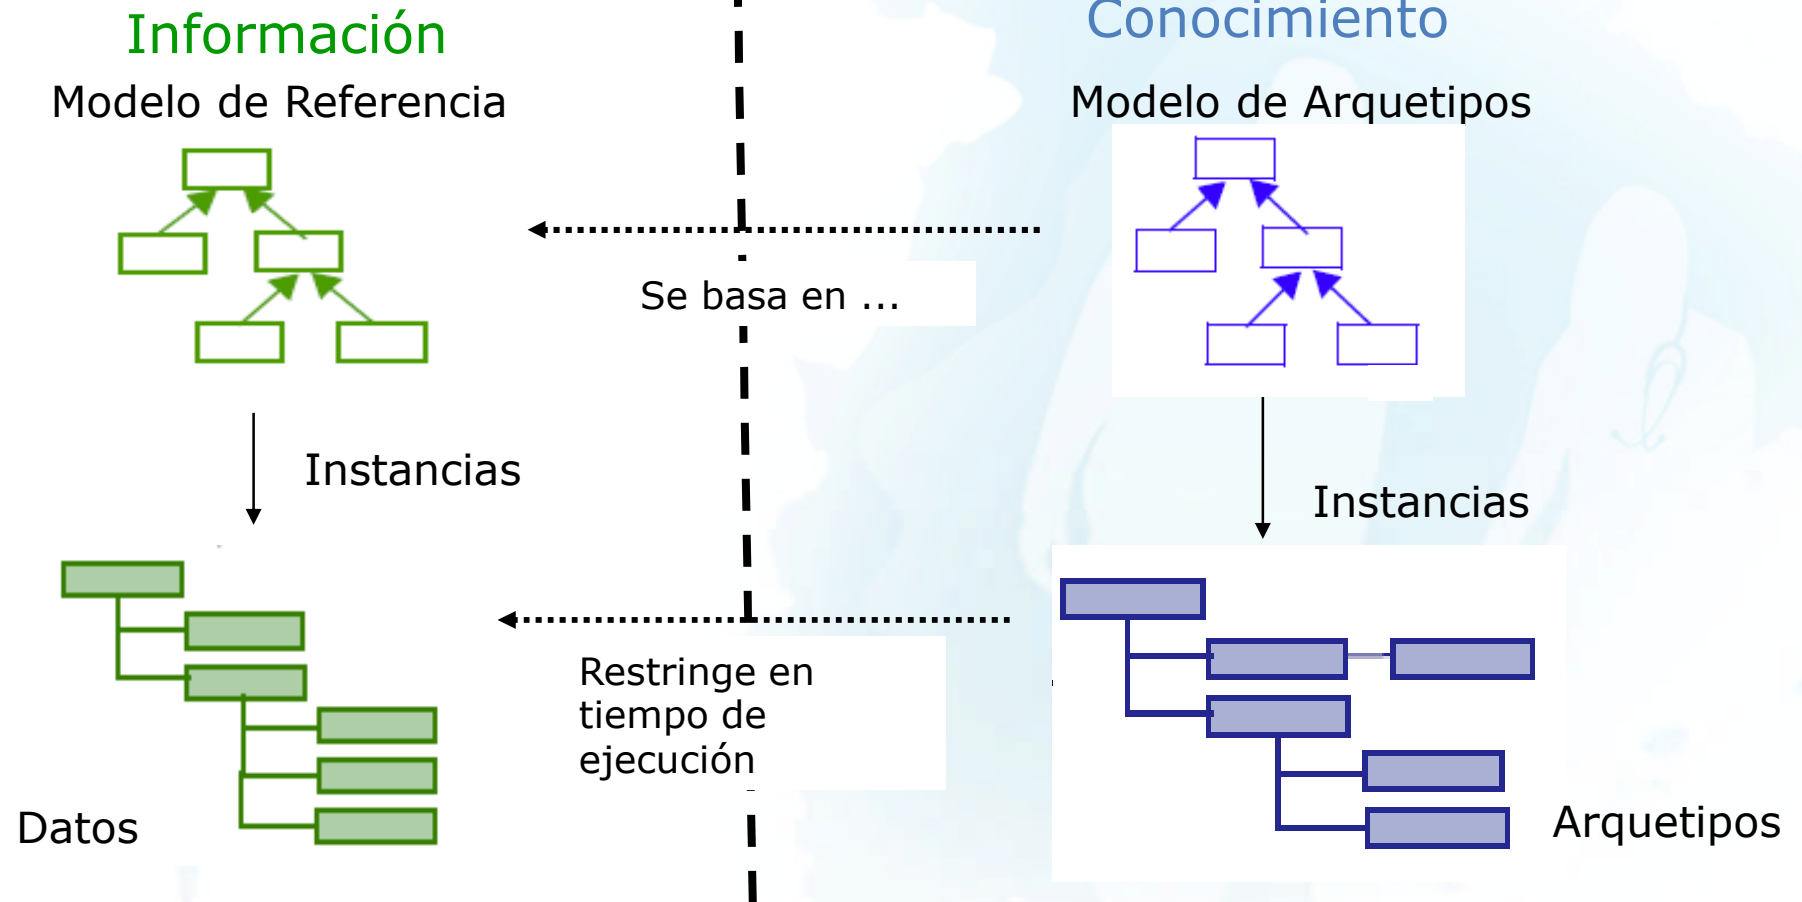 Información
Conocimiento
Modelo de Referencia
Modelo de Arquetipos
Se basa en ...
Instancias
Instancias
Restringe en
tiempo de
ejecución
Datos
Arquetipos